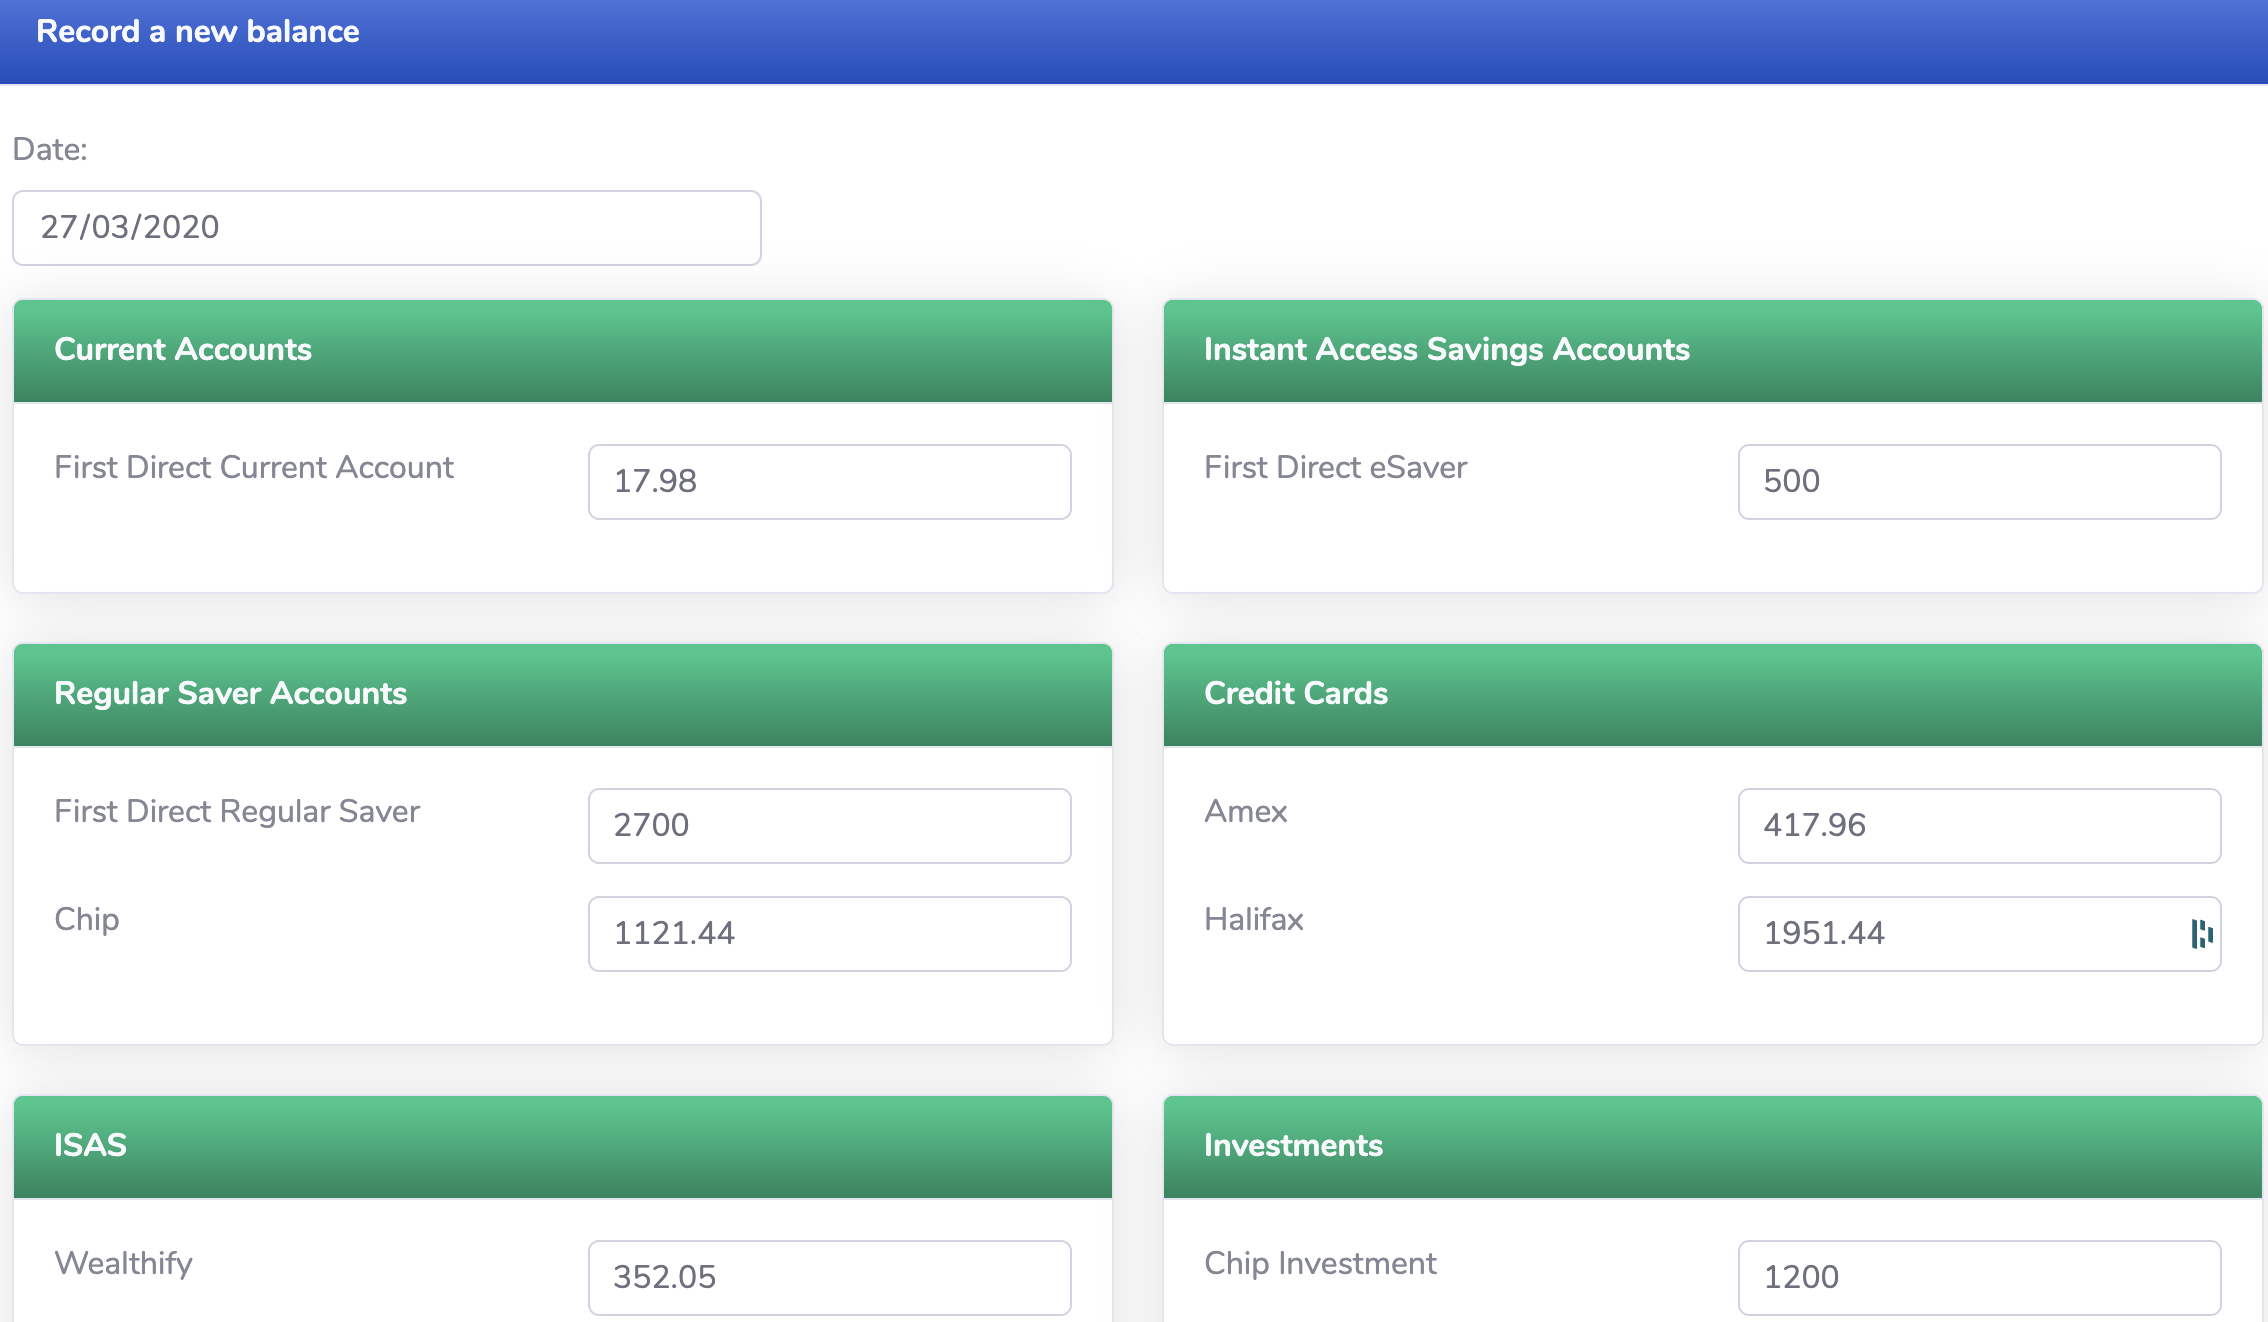 Record a new balance
Date:
27/03/2020
Current Accounts
First Direct Current Account
17.98
Instant Access Savings Accounts
First Direct eSaver
500
Regular Saver Accounts
First Direct Regular Saver
2700
Chip
1121.44
Credit Cards
Amex
417.96
Halifax
1951.44
ISAS
Wealthify
352.05
Investments
Chip Investment
1200